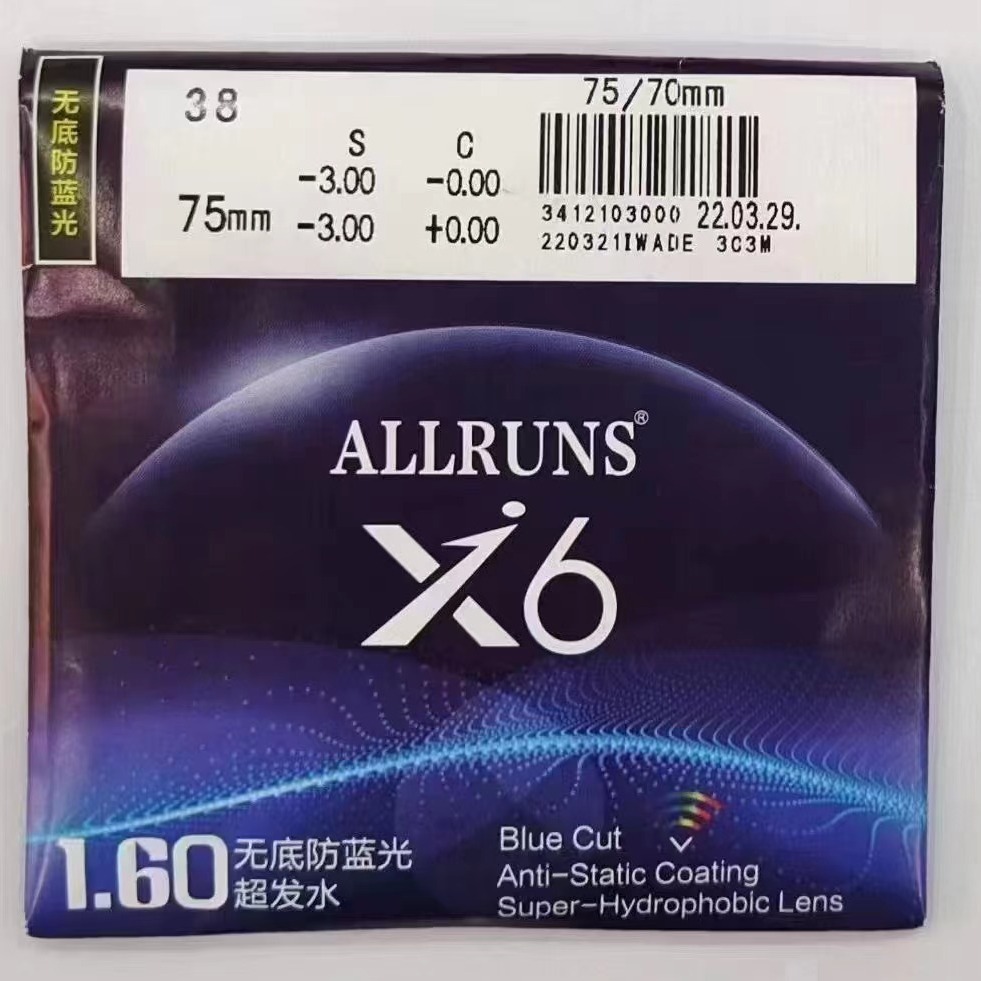 无底防蓝光
38
75/70mm
S C
-3.00 -0.00
75mm -3.00 +0.00
3412103000 22.03.29.
220321IWADE 3C3M
ALLRUNS®
X6
1.60 无底防蓝光
超发水
Blue Cut
Anti-Static Coating
Super-Hydrophobic Lens